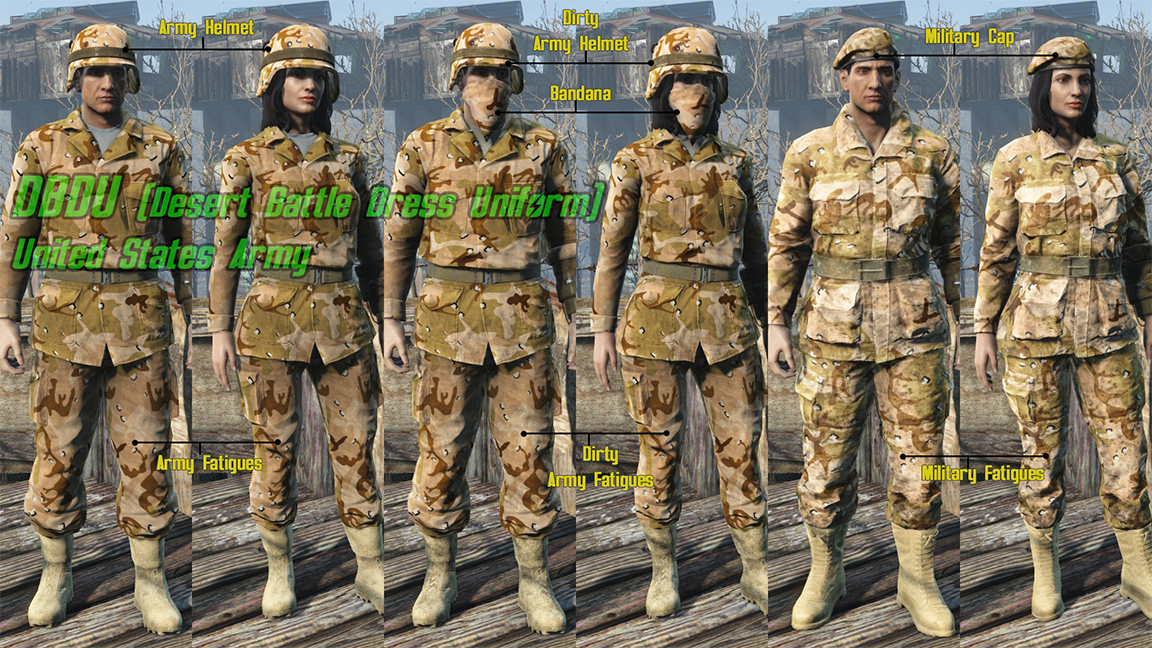 Army Helmet
Dirty
Army Helmet
Military Cap
Bandana
DBDU (Desert Battle Dress Uniform)
United States Army
Army Fatigues
Dirty
Army Fatigues
Military Fatigues